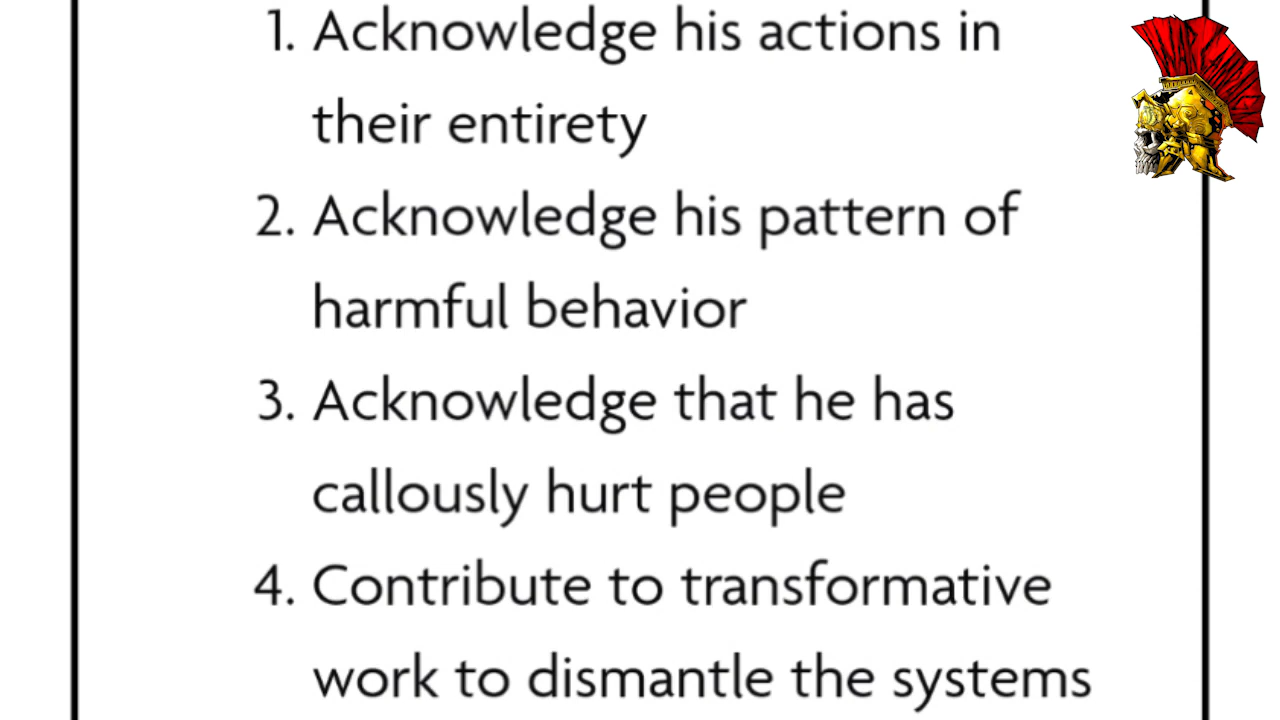 1. Acknowledge his actions in
their entirety
2. Acknowledge his pattern of
harmful behavior
3. Acknowledge that he has
callously hurt people
4. Contribute to transformative
work to dismantle the systems